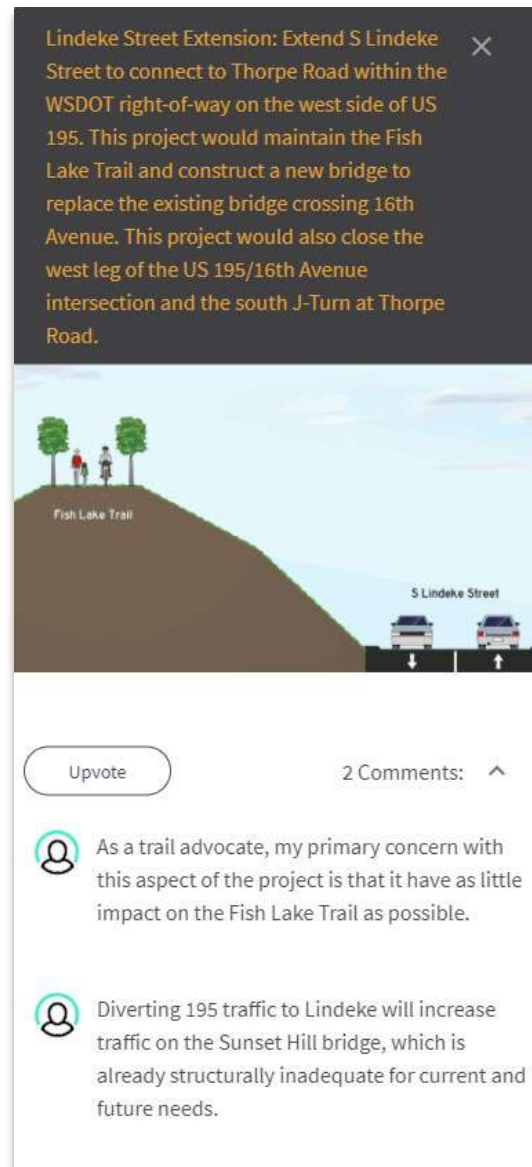 Lindeke Street Extension: Extend S Lindeke
Street to connect to Thorpe Road within the
WSDOT right-of-way on the west side of US
195. This project would maintain the Fish
Lake Trail and construct a new bridge to
replace the existing bridge crossing 16th
Avenue. This project would also close the
west leg of the US 195/16th Avenue
intersection and the south J-Turn at Thorpe
Road.
Fish Lake Trail
S Lindeke Street
Upvote
2 Comments:
As a trail advocate, my primary concern with
this aspect of the project is that it have as little
impact on the Fish Lake Trail as possible.
Diverting 195 traffic to Lindeke will increase
traffic on the Sunset Hill bridge, which is
already structurally inadequate for current and
future needs.